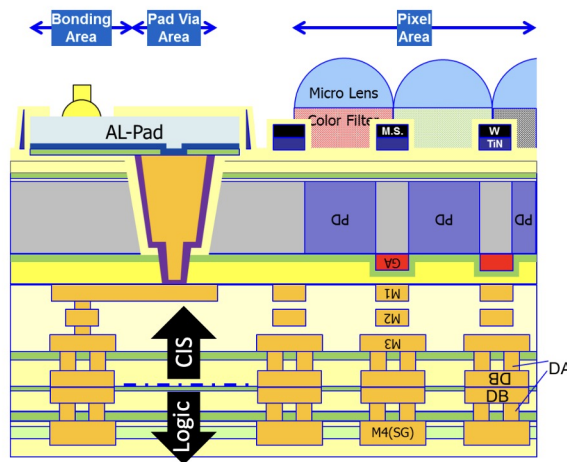 Bonding
Area
Pad Via
Area
Pixel
Area
Micro Lens
AL-Pad
Color Filter
M.S.
W
TiN
PD
PD
PD
GA
M1
M2
M3
CIS
Logic
DB
DB
DA
M4(SG)